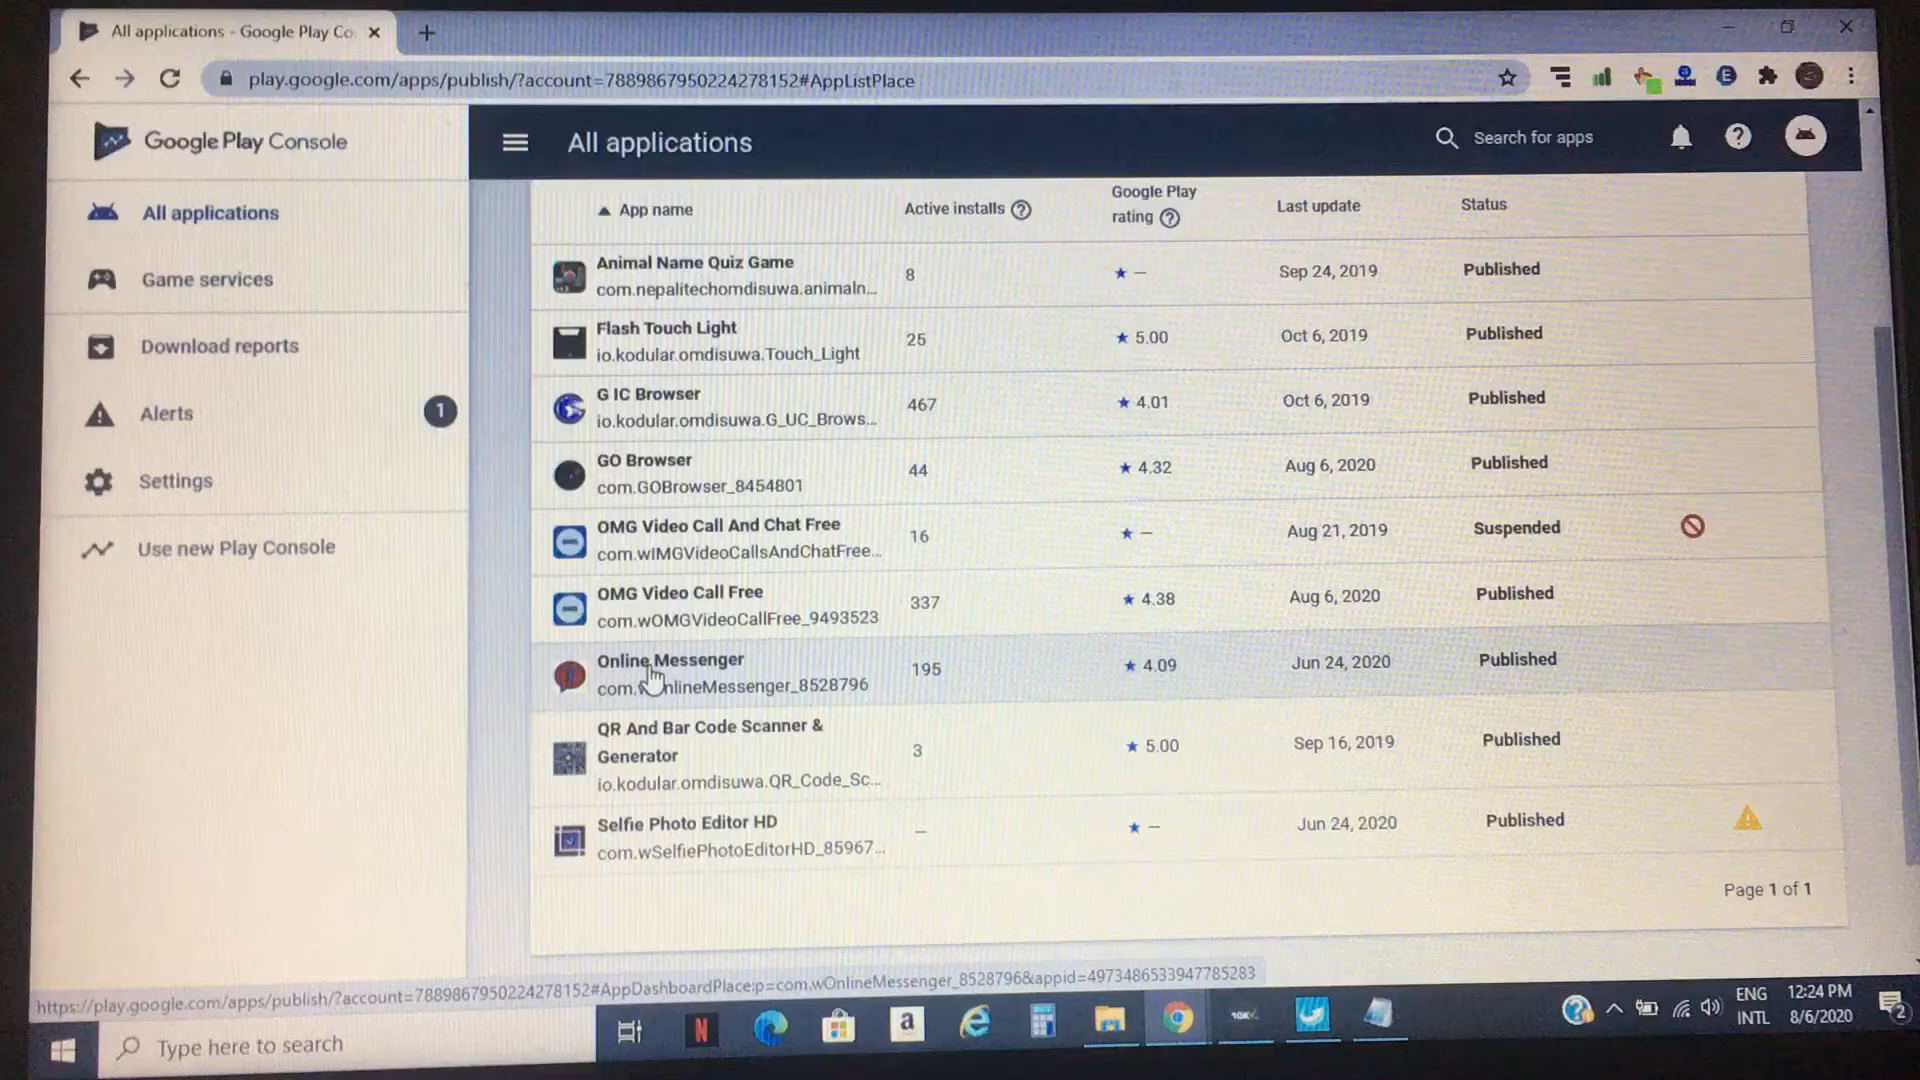 All applications - Google Play Co
play.google.com/apps/publish/?account=7889867950224278152#AppListPlace
Google Play Console
All applications
Search for apps
All applications
Game services
Download reports
Alerts
1
Settings
Use new Play Console
App name
Active installs
Google Play
rating
Last update
Status
Animal Name Quiz Game
com.nepalitechomdisuwa.animaln...
8
—
Sep 24, 2019
Published
Flash Touch Light
io.kodular.omdisuwa.Touch_Light
25
5.00
Oct 6, 2019
Published
G IC Browser
io.kodular.omdisuwa.G_UC_Brows...
467
4.01
Oct 6, 2019
Published
GO Browser
com.GOBrowser_8454801
44
4.32
Aug 6, 2020
Published
OMG Video Call And Chat Free
com.wIMGVideoCallsAndChatFree...
16
—
Aug 21, 2019
Suspended
OMG Video Call Free
com.wOMGVideoCallFree_9493523
337
4.38
Aug 6, 2020
Published
Online Messenger
com.wOnlineMessenger_8528796
195
4.09
Jun 24, 2020
Published
QR And Bar Code Scanner &
Generator
io.kodular.omdisuwa.QR_Code_Sc...
3
5.00
Sep 16, 2019
Published
Selfie Photo Editor HD
com.wSelfiePhotoEditorHD_85967...
—
—
Jun 24, 2020
Published
Page 1 of 1
https://play.google.com/apps/publish/?account=7889867950224278152#AppDashboardPlace:p=com.wOnlineMessenger_8528796&appid=4973486533947785283
Type here to search
N
a
10K
ENG
INTL
12:24 PM
8/6/2020
2